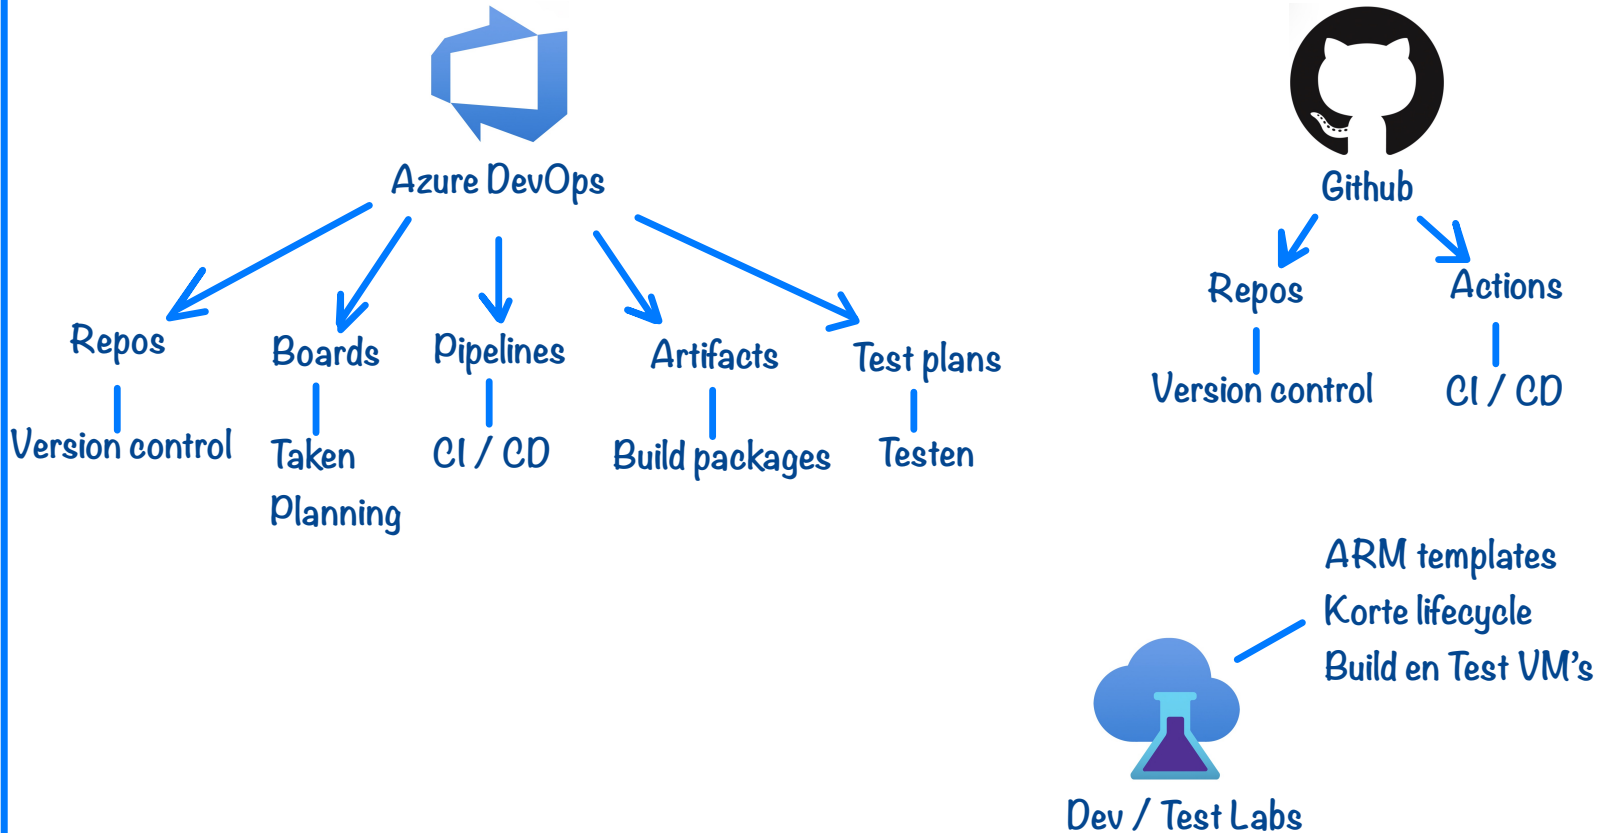 Azure DevOps
Repos
Version control
Boards
Taken
Planning
Pipelines
CI / CD
Artifacts
Build packages
Test plans
Testen
Github
Repos
Version control
Actions
CI / CD
ARM templates
Korte lifecycle
Build en Test VM's
Dev / Test Labs